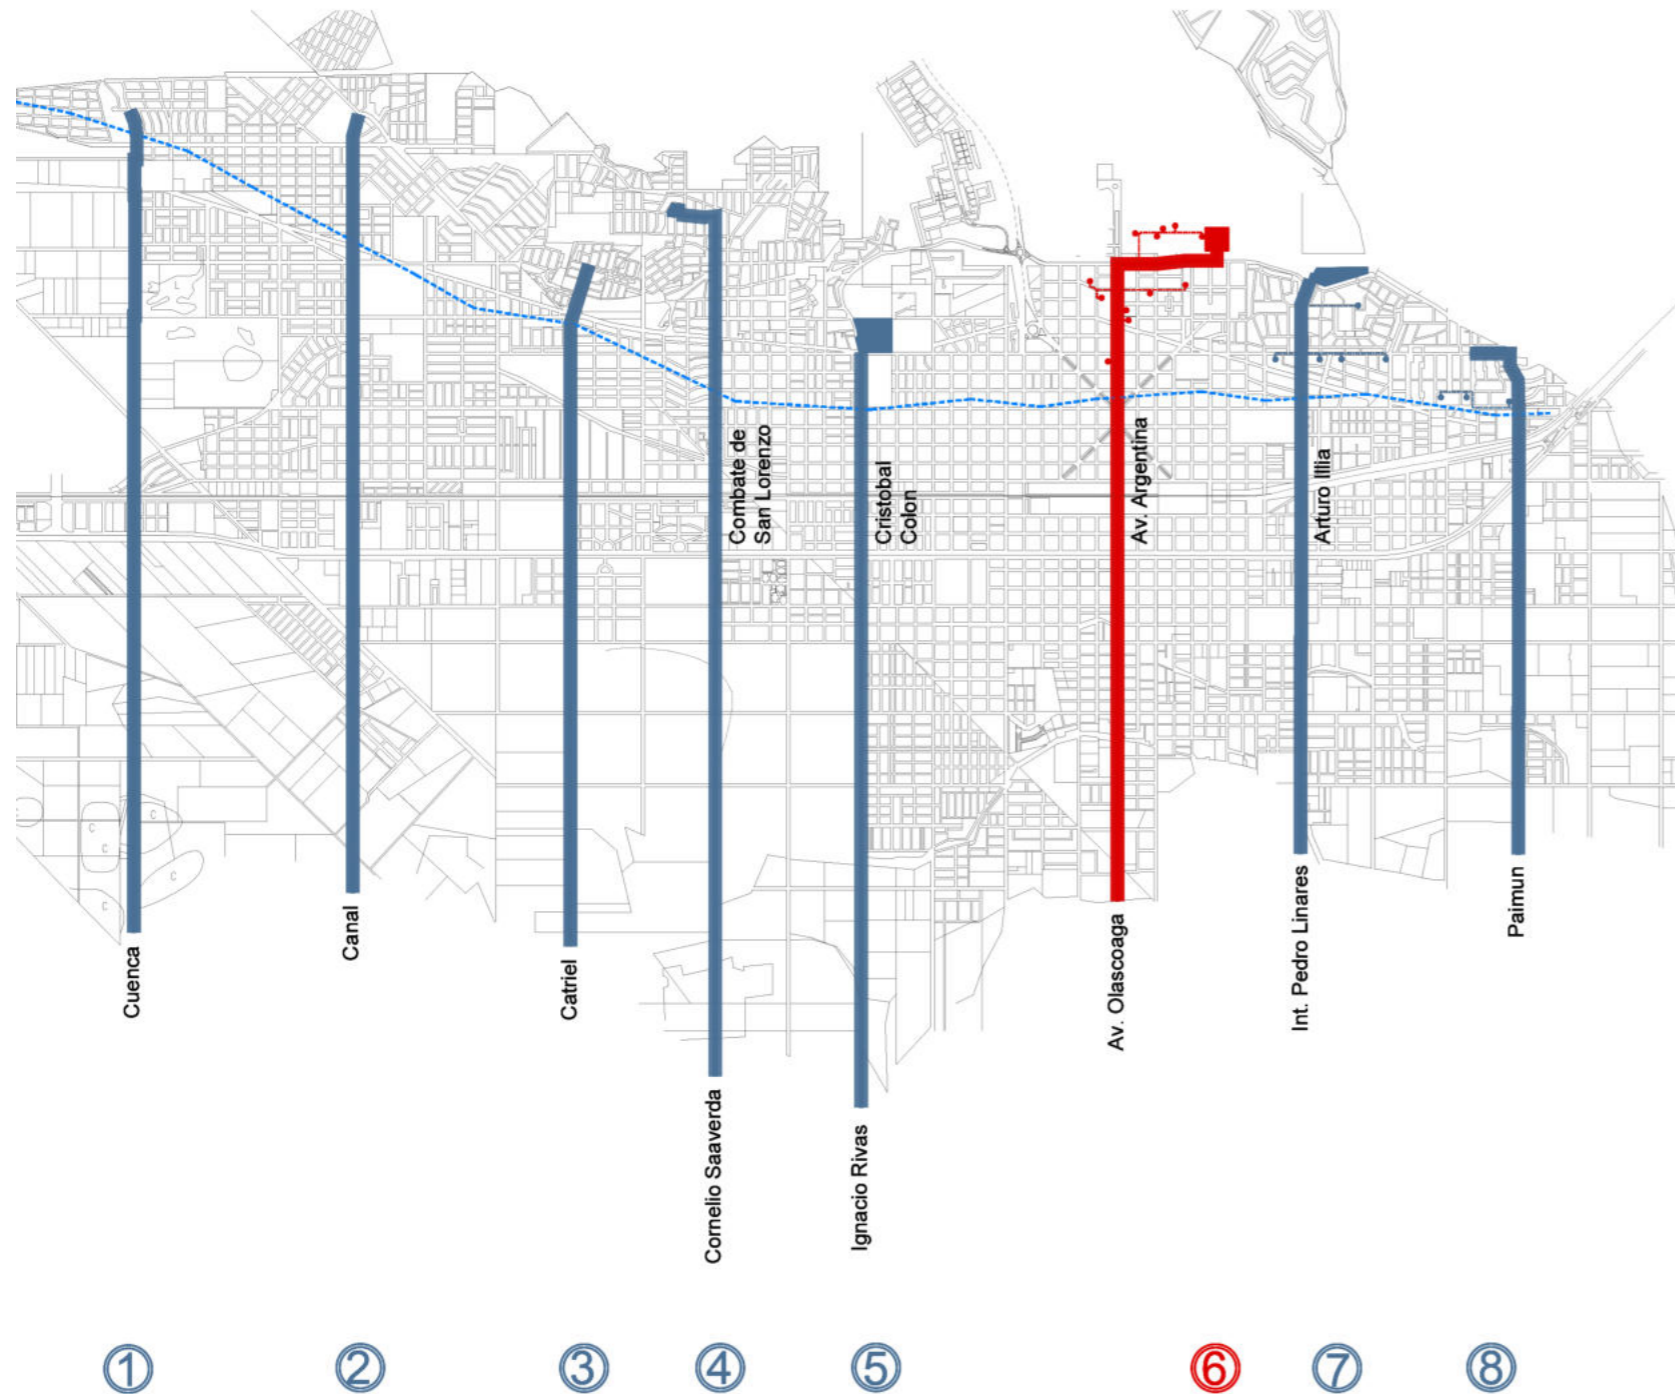 Combate de
San Lorenzo
Cristobal
Colon
Av. Argentina
Arturo Illia
Cuenca
Canal
Catriel
Cornelio Saaverda
Ignacio Rivas
Av. Olascoaga
Int. Pedro Linares
Paimun
C
C
C
C
C
1
2
3
4
5
6
7
8